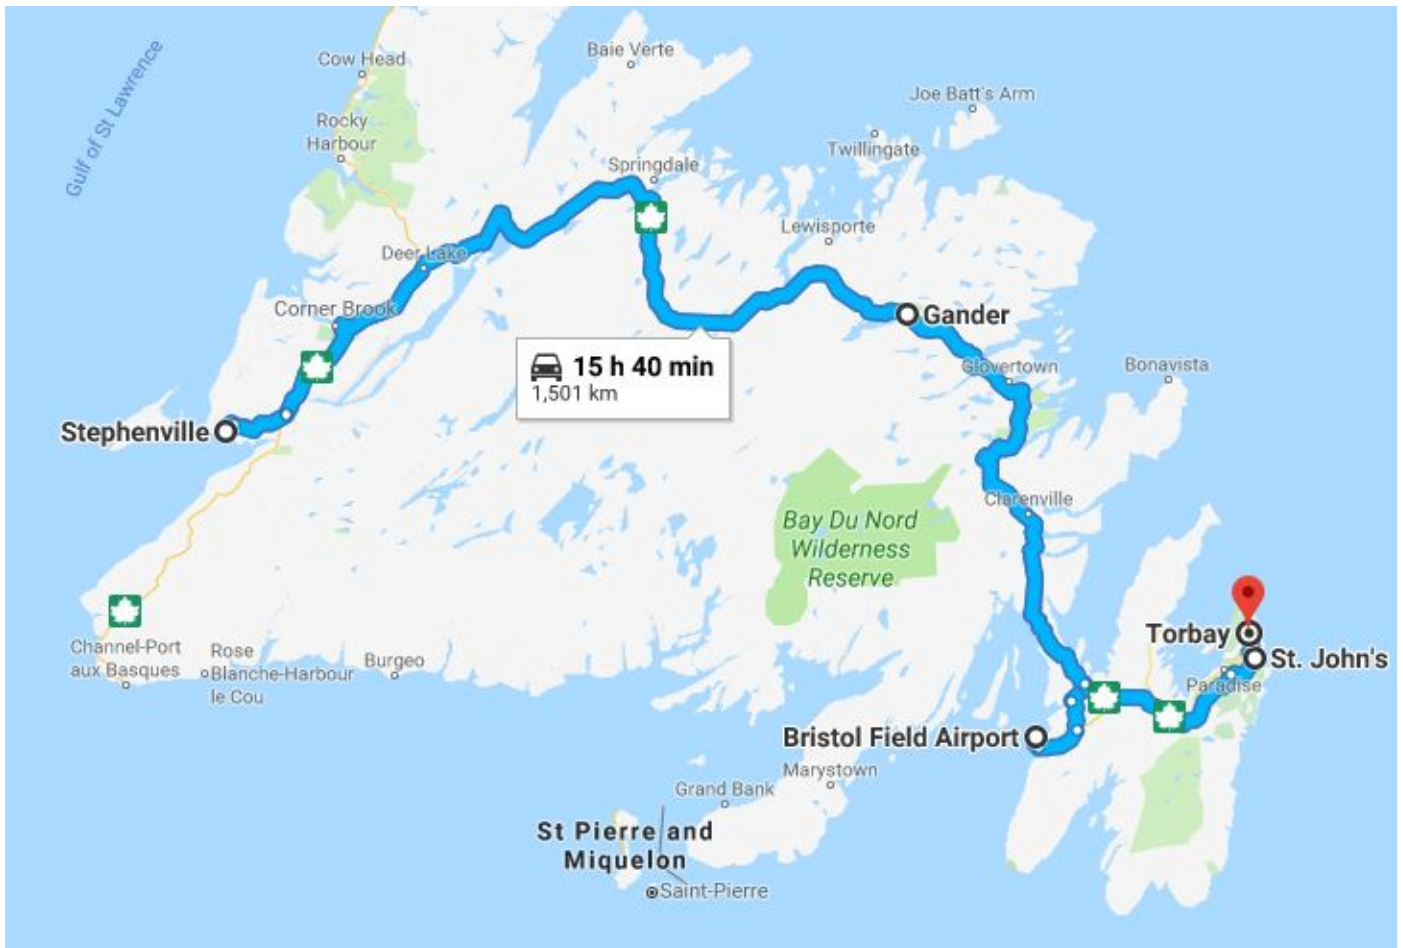 Cow Head
Baie Verte
Gulf of St Lawrence
Joe Batt's Arm
Rocky
Harbour
Twillingate
Springdale
Lewisporte
Deer Lake
Corner Brook
Gander
15 h 40 min
1,501 km
Glovertown
Bonavista
Stephenville
Clarenville
Bay Du Nord
Wilderness
Reserve
Channel-Port
aux Basques
Rose
Blanche-Harbour
le Cou
Burgeo
Torbay
St. John's
Paradise
Bristol Field Airport
Marystown
Grand Bank
St Pierre and
Miquelon
Saint-Pierre